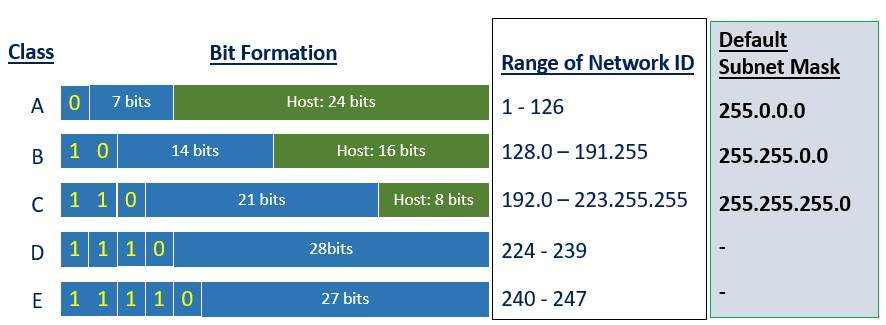 Class Bit Formation Range of Network ID Default Subnet Mask
A 0 7 bits Host: 24 bits 1 - 126 255.0.0.0
B 1 0 14 bits Host: 16 bits 128.0 – 191.255 255.255.0.0
C 1 1 0 21 bits Host: 8 bits 192.0 – 223.255.255 255.255.255.0
D 1 1 1 0 28bits 224 - 239 -
E 1 1 1 1 0 27 bits 240 - 247 -